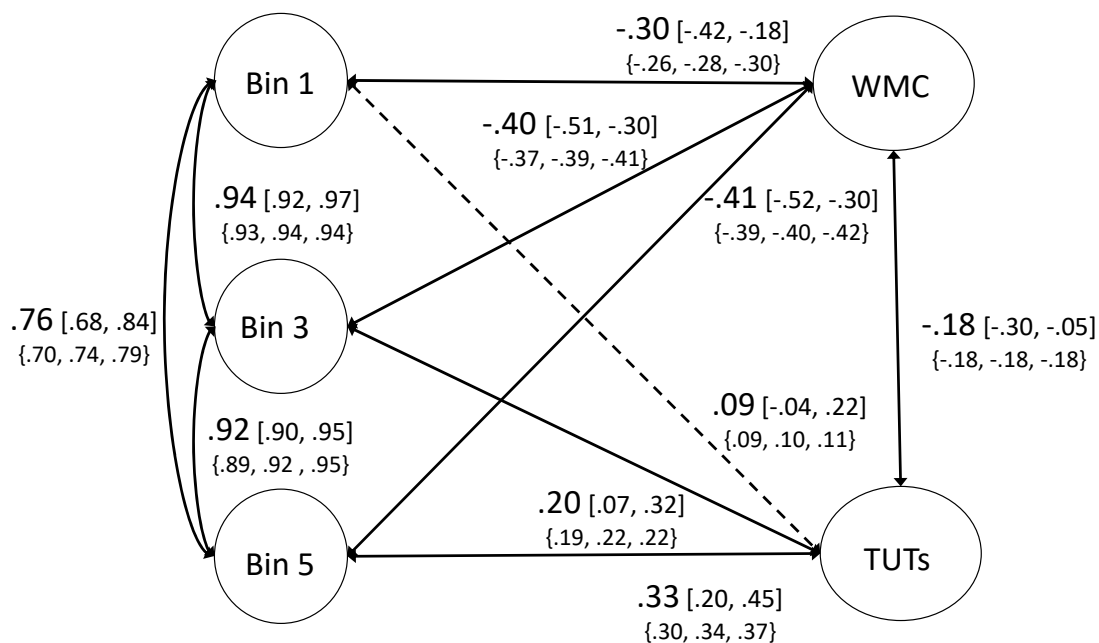 -.30 [-.42, -.18]
{-.26, -.28, -.30}
Bin 1
WMC
-.40 [-.51, -.30]
{-.37, -.39, -.41}
.94 [.92, .97]
{.93, .94, .94}
-.41 [-.52, -.30]
{-.39, -.40, -.42}
Bin 3
.76 [.68, .84]
{.70, .74, .79}
-.18 [-.30, -.05]
{-.18, -.18, -.18}
.09 [-.04, .22]
{.09, .10, .11}
.92 [.90, .95]
{.89, .92 , .95}
.20 [.07, .32]
{.19, .22, .22}
Bin 5
TUTs
.33 [.20, .45]
{.30, .34, .37}